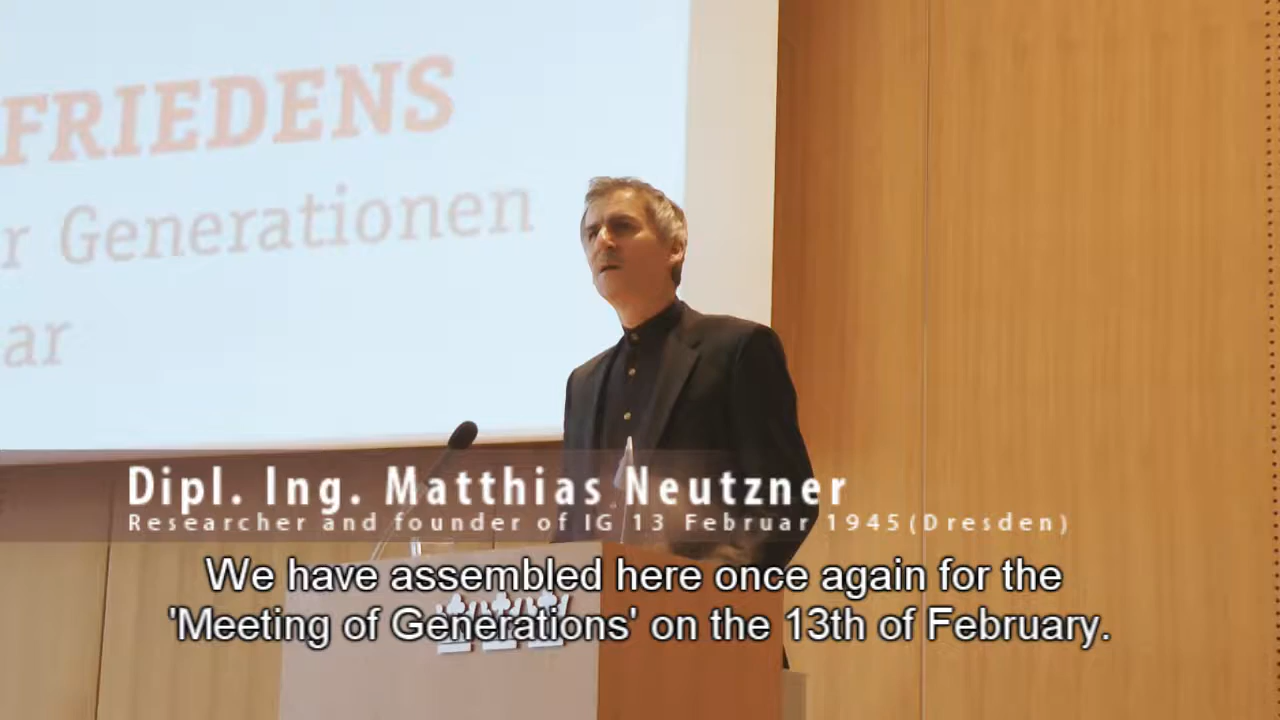 FRIEDENS
r Generationen
ar
Dipl. Ing. Matthias Neutzner
Researcher and founder of IG 13 Februar 1945(Dresden)
We have assembled here once again for the
'Meeting of Generations' on the 13th of February.